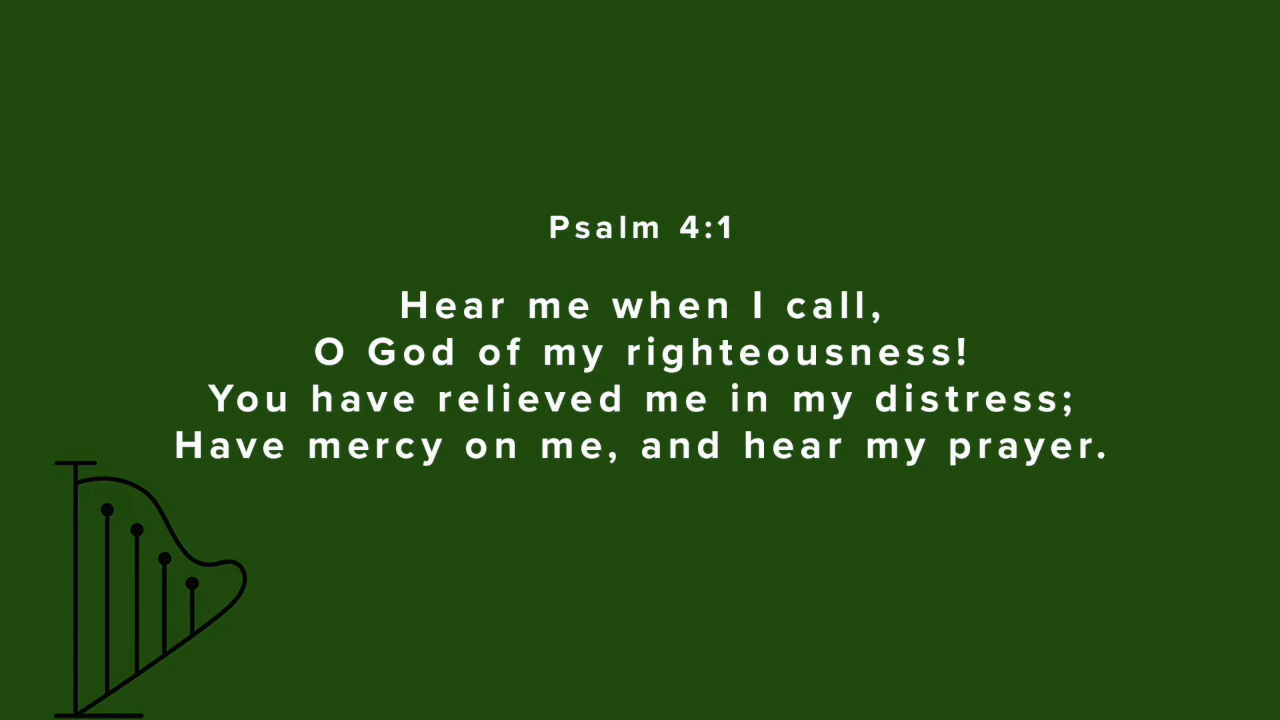 Psalm 4:1
Hear me when I call,
O God of my righteousness!
You have relieved me in my distress;
Have mercy on me, and hear my prayer.